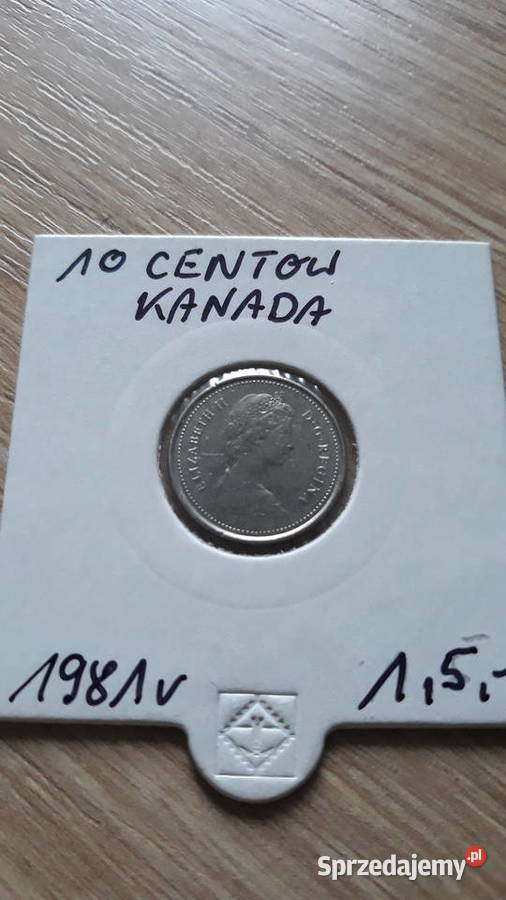 10 CENTOW
KANADA
ELIZABETH II D·G·REGINA
1981r
1,5,-
Sprzedajemy.pl